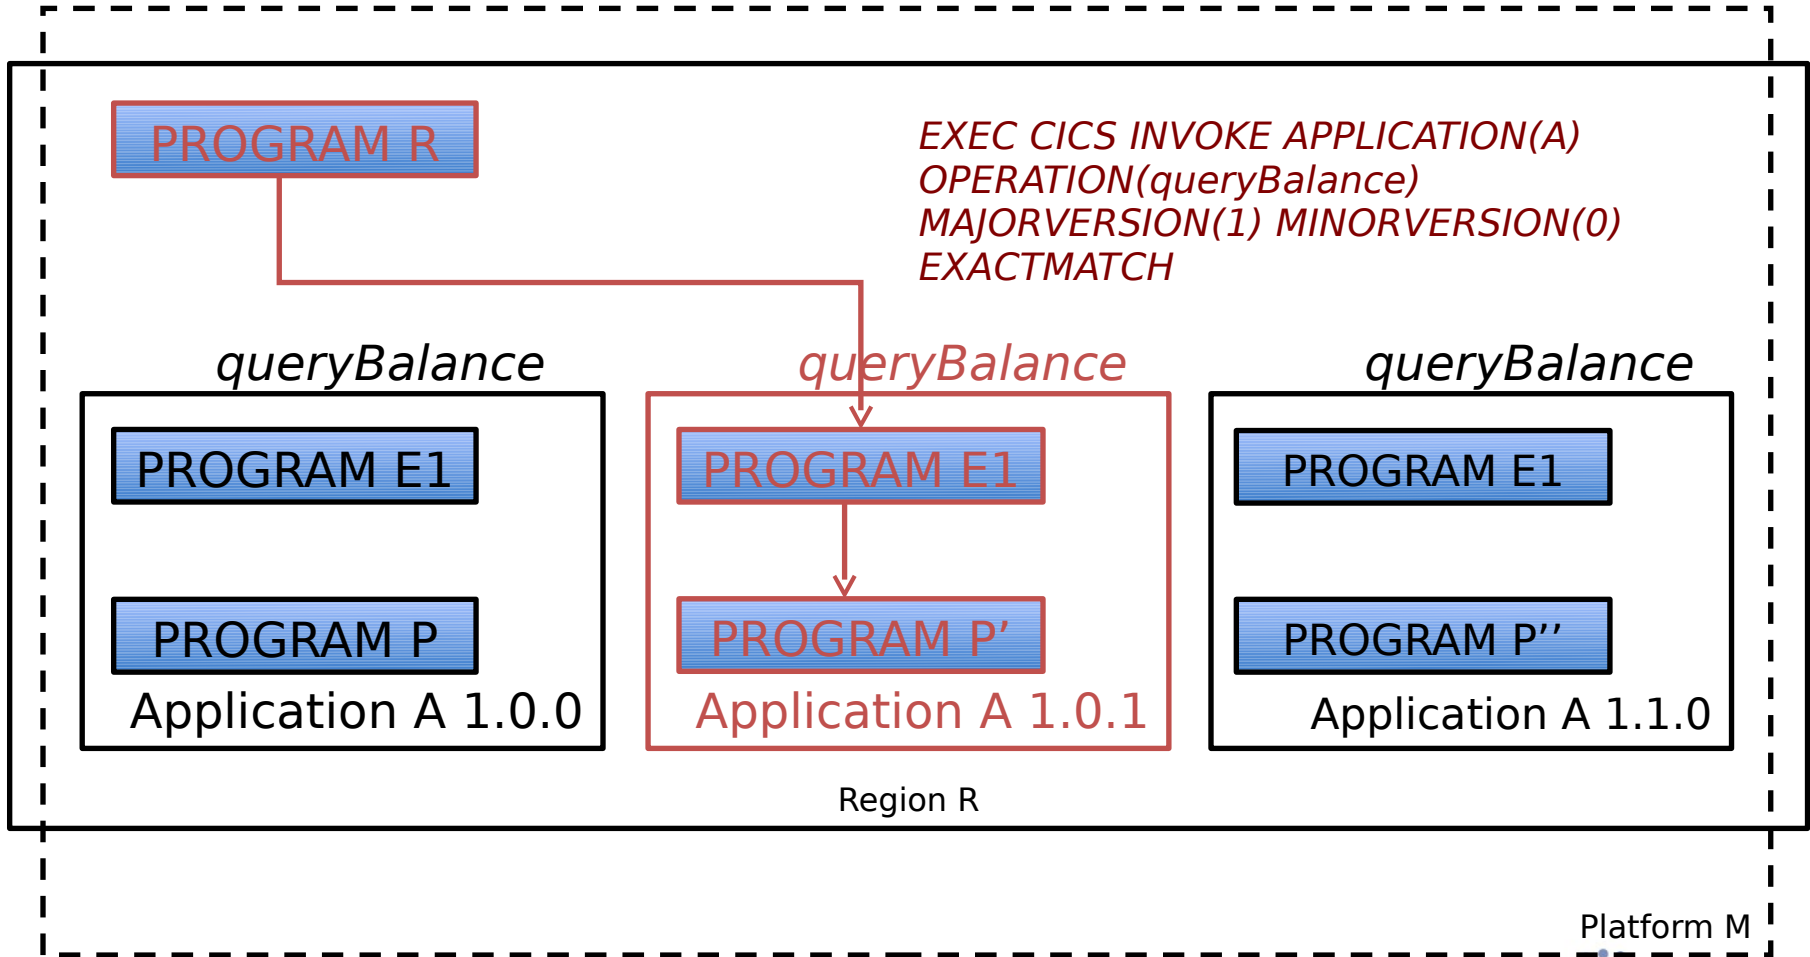 PROGRAM R
EXEC CICS INVOKE APPLICATION(A)
OPERATION(queryBalance)
MAJORVERSION(1) MINORVERSION(0)
EXACTMATCH
queryBalance
queryBalance
queryBalance
PROGRAM E1
PROGRAM E1
PROGRAM E1
PROGRAM P
PROGRAM P’
PROGRAM P’’
Application A 1.0.0
Application A 1.0.1
Application A 1.1.0
Region R
Platform M